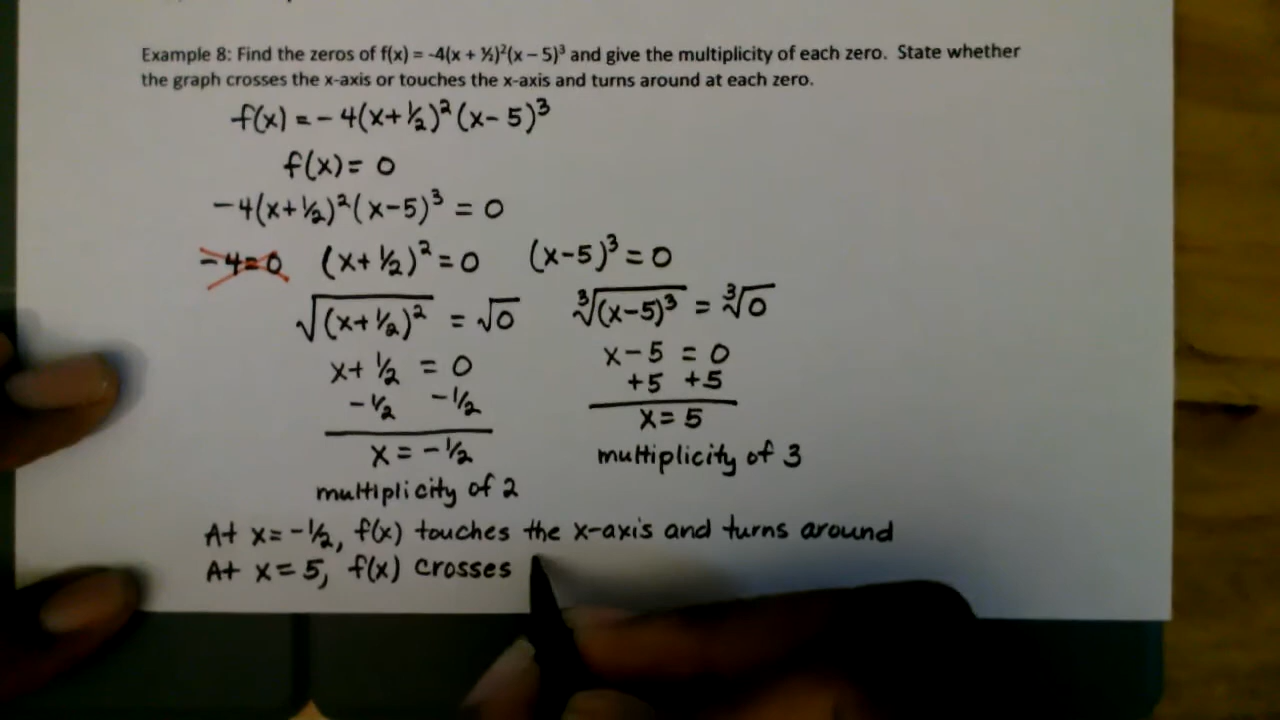 Example 8: Find the zeros of f(x) = -4(x + ½)²(x – 5)³ and give the multiplicity of each zero. State whether
the graph crosses the x-axis or touches the x-axis and turns around at each zero.
f(x) = - 4(x+1/2)²(x-5)³
f(x) = 0
-4(x+1/2)²(x-5)³ = 0
-4=0 (x+1/2)² = 0 (x-5)³ = 0
√(x+1/2)² = √0 ³√(x-5)³ = ³√0
x+1/2 = 0 x-5 = 0
-1/2 -1/2 +5 +5
x = -1/2 x = 5
multiplicity of 2 multiplicity of 3
At x = -1/2, f(x) touches the x-axis and turns around
At x = 5, f(x) crosses